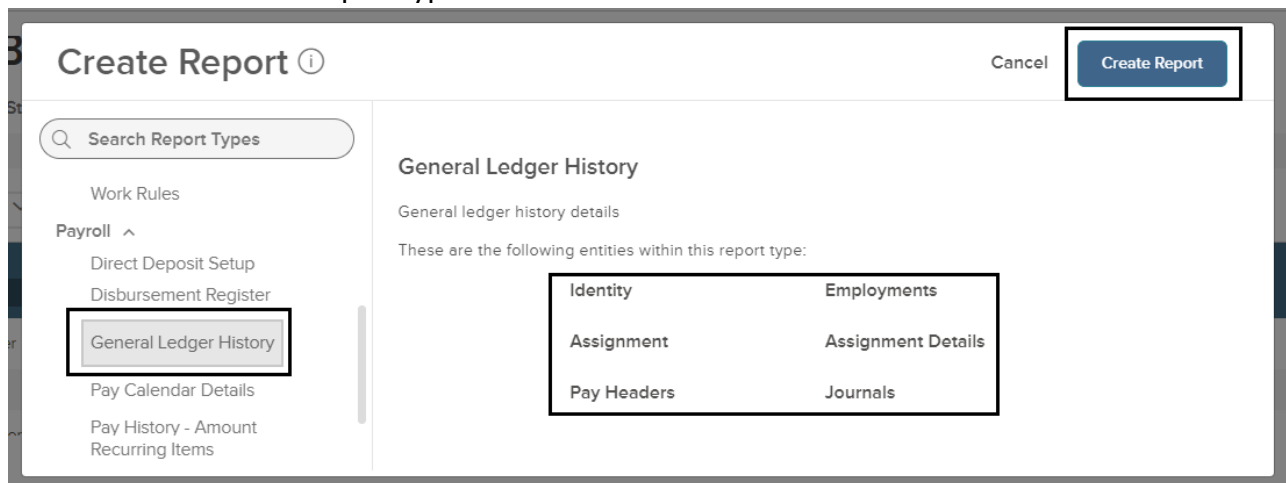 Create Report
Cancel
Create Report
Search Report Types
Work Rules
Payroll
Direct Deposit Setup
Disbursement Register
General Ledger History
Pay Calendar Details
Pay History - Amount
Recurring Items
General Ledger History
General ledger history details
These are the following entities within this report type:
Identity Employments
Assignment Assignment Details
Pay Headers Journals